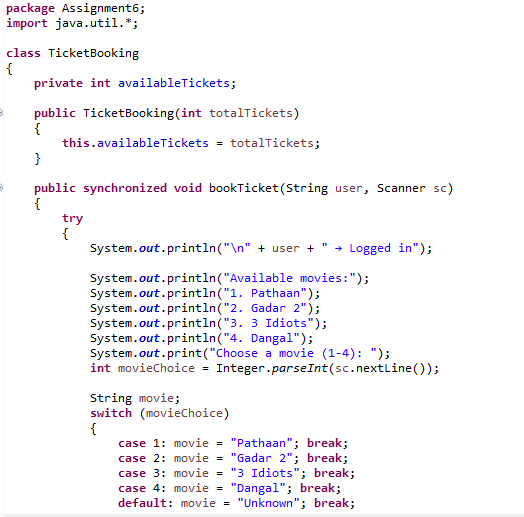 package Assignment6;
import java.util.*;

class TicketBooking
{
    private int availableTickets;

    public TicketBooking(int totalTickets)
    {
        this.availableTickets = totalTickets;
    }

    public synchronized void bookTicket(String user, Scanner sc)
    {
        try
        {
            System.out.println("\n" + user + " → Logged in");

            System.out.println("Available movies:");
            System.out.println("1. Pathaan");
            System.out.println("2. Gadar 2");
            System.out.println("3. 3 Idiots");
            System.out.println("4. Dangal");
            System.out.print("Choose a movie (1-4): ");
            int movieChoice = Integer.parseInt(sc.nextLine());

            String movie;
            switch (movieChoice)
            {
                case 1: movie = "Pathaan"; break;
                case 2: movie = "Gadar 2"; break;
                case 3: movie = "3 Idiots"; break;
                case 4: movie = "Dangal"; break;
                default: movie = "Unknown"; break;